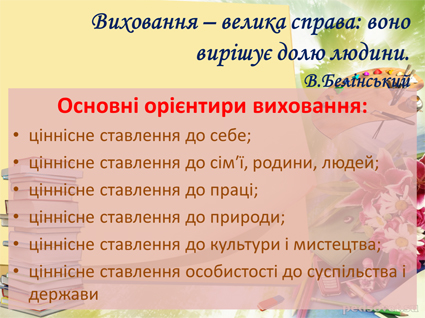 Виховання – велика справа: воно
вирішує долю людини.
В.Белінський
Основні орієнтири виховання:
• ціннісне ставлення до себе;
• ціннісне ставлення до сім’ї, родини, людей;
• ціннісне ставлення до праці;
• ціннісне ставлення до природи;
• ціннісне ставлення до культури і мистецтва;
• ціннісне ставлення особистості до суспільства і
держави